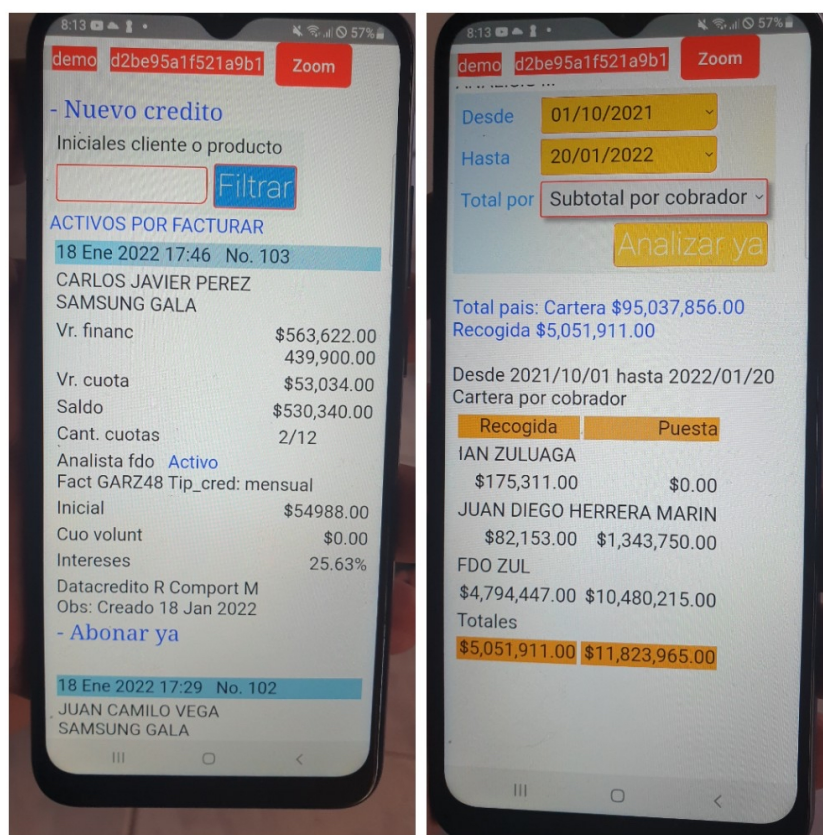 8:13
57%
demo d2be95a1f521a9b1 Zoom
- Nuevo credito
Iniciales cliente o producto
Filtrar
ACTIVOS POR FACTURAR
18 Ene 2022 17:46 No. 103
CARLOS JAVIER PEREZ
SAMSUNG GALA
Vr. financ $563,622.00
439,900.00
Vr. cuota $53,034.00
Saldo $530,340.00
Cant. cuotas 2/12
Analista fdo Activo
Fact GARZ48 Tip_cred: mensual
Inicial $54988.00
Cuo volunt $0.00
Intereses 25.63%
Datacredito R Comport M
Obs: Creado 18 Jan 2022
- Abonar ya
18 Ene 2022 17:29 No. 102
JUAN CAMILO VEGA
SAMSUNG GALA
8:13
57%
demo d2be95a1f521a9b1 Zoom
Desde 01/10/2021
Hasta 20/01/2022
Total por Subtotal por cobrador
Analizar ya
Total pais: Cartera $95,037,856.00
Recogida $5,051,911.00
Desde 2021/10/01 hasta 2022/01/20
Cartera por cobrador
Recogida Puesta
IAN ZULUAGA
$175,311.00 $0.00
JUAN DIEGO HERRERA MARIN
$82,153.00 $1,343,750.00
FDO ZUL
$4,794,447.00 $10,480,215.00
Totales
$5,051,911.00 $11,823,965.00